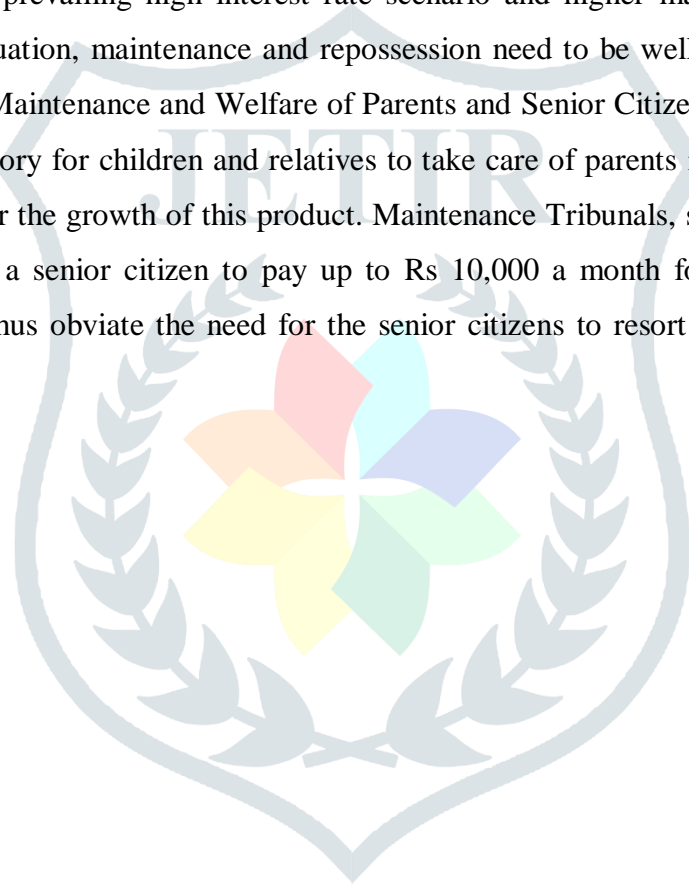 prevailing high interest rate scenario and higher
uation, maintenance and repossession need to be well
Maintenance and Welfare of Parents and Senior
ory for children and relatives to take care of parents
r the growth of this product. Maintenance Tribunals,
a senior citizen to pay up to Rs 10,000 a month
hus obviate the need for the senior citizens to resort
JETIR